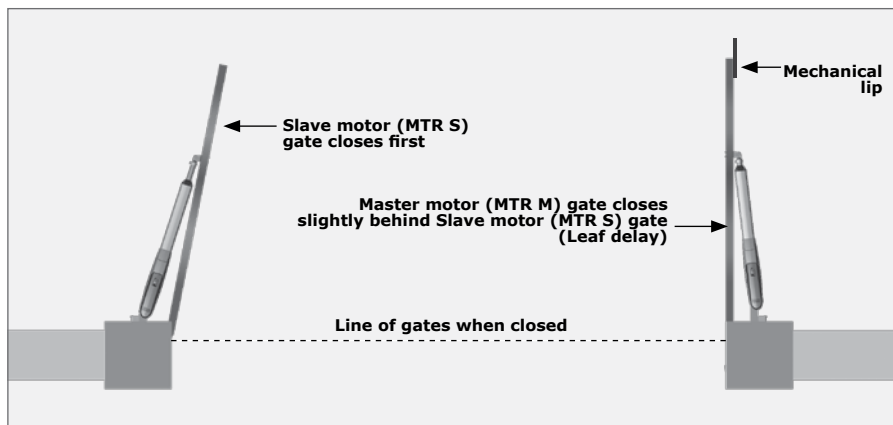 Mechanical
lip
Slave motor (MTR S)
gate closes first
Master motor (MTR M) gate closes
slightly behind Slave motor (MTR S) gate
(Leaf delay)
Line of gates when closed